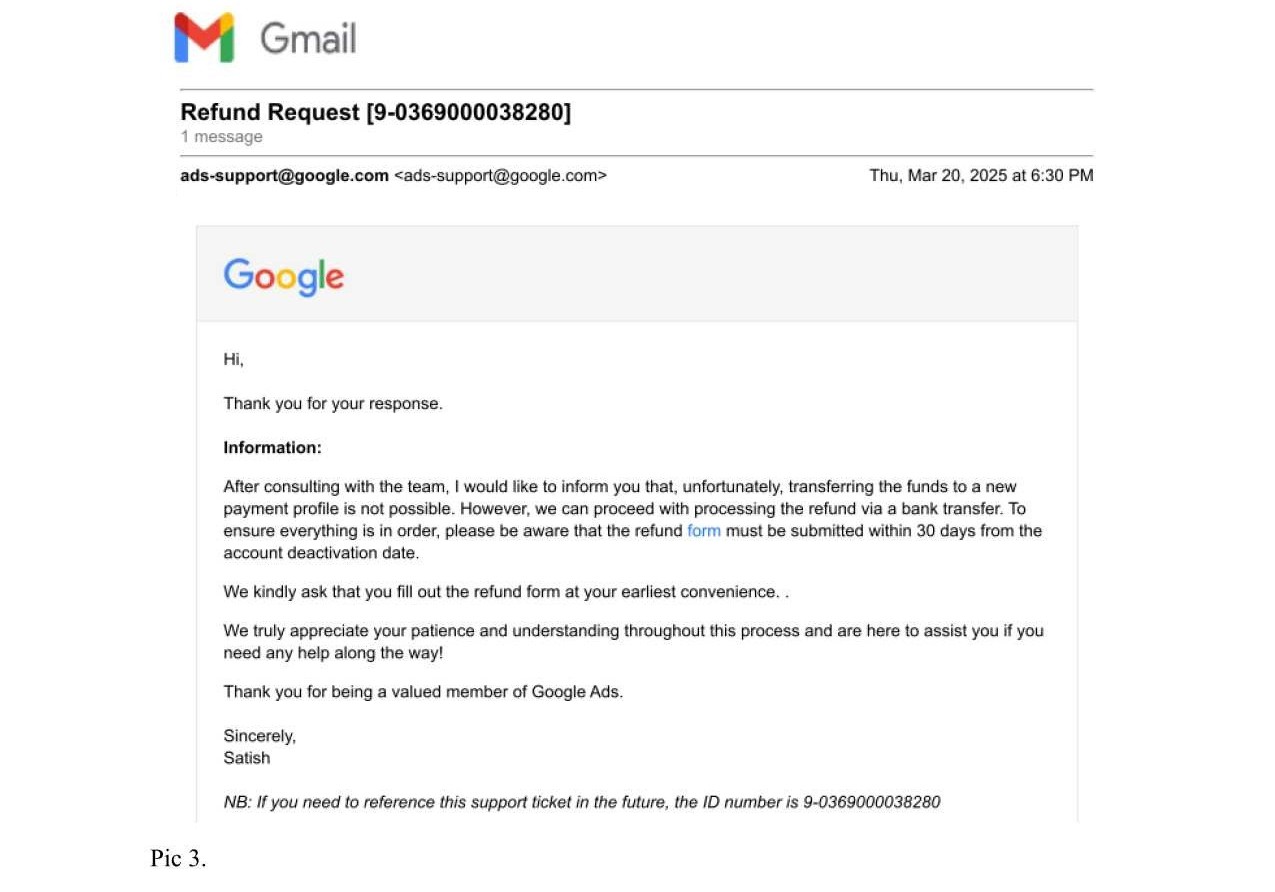 Gmail
Refund Request [9-0369000038280]
1 message
ads-support@google.com <ads-support@google.com> Thu, Mar 20, 2025 at 6:30 PM
Google
Hi,
Thank you for your response.
Information:
After consulting with the team, I would like to inform you that, unfortunately, transferring the funds to a new
payment profile is not possible. However, we can proceed with processing the refund via a bank transfer. To
ensure everything is in order, please be aware that the refund form must be submitted within 30 days from the
account deactivation date.
We kindly ask that you fill out the refund form at your earliest convenience. .
We truly appreciate your patience and understanding throughout this process and are here to assist you if you
need any help along the way!
Thank you for being a valued member of Google Ads.
Sincerely,
Satish
NB: If you need to reference this support ticket in the future, the ID number is 9-0369000038280
Pic 3.